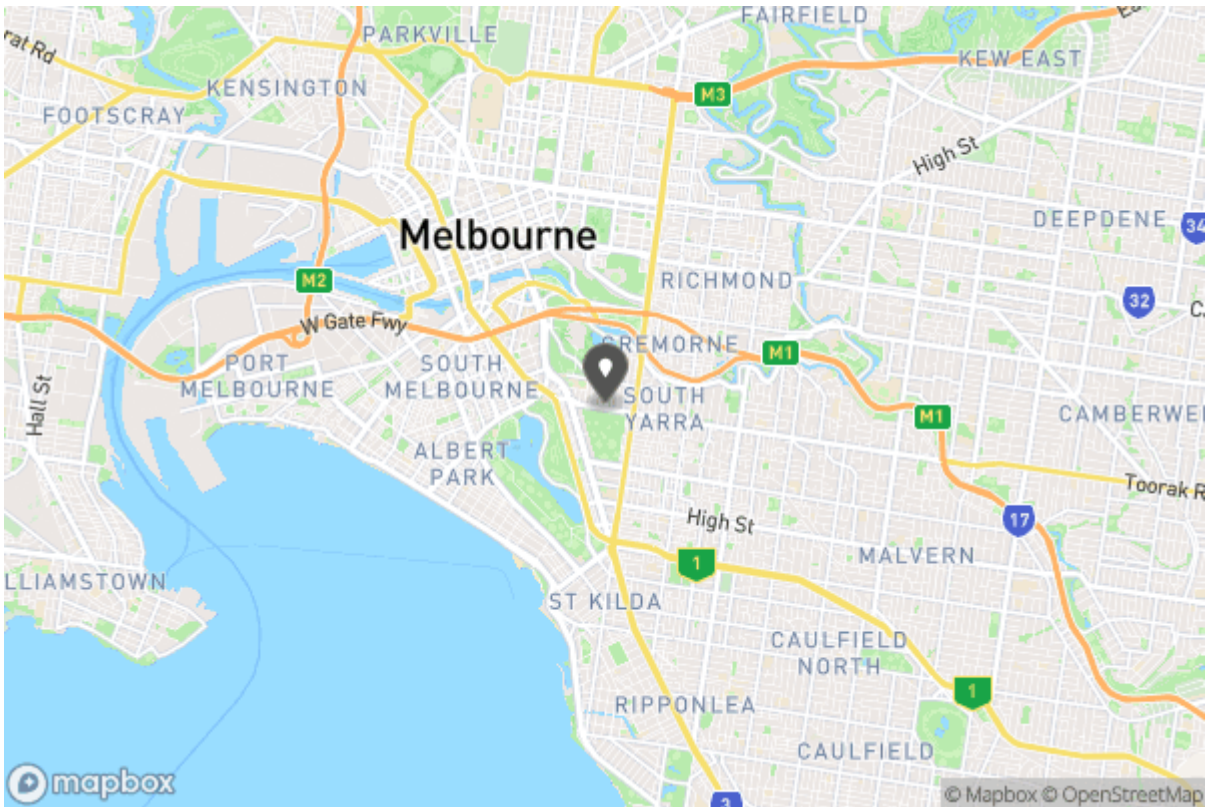 FAIRFIELD
Ea
PARKVILLE
rat Rd
KEW EAST
KENSINGTON
M3
FOOTSCRAY
High St
DEEPDENE
34
Melbourne
RICHMOND
M2
32
C
W Gate Fwy
CREMORNE
M1
PORT
MELBOURNE
SOUTH
MELBOURNE
SOUTH
YARRA
Hall St
M1
CAMBERWE
ALBERT
PARK
Toorak R
High St
17
MALVERN
1
LLIAMSTOWN
ST KILDA
CAULFIELD
NORTH
1
RIPPONLEA
CAULFIELD
3
mapbox
© Mapbox © OpenStreetMap